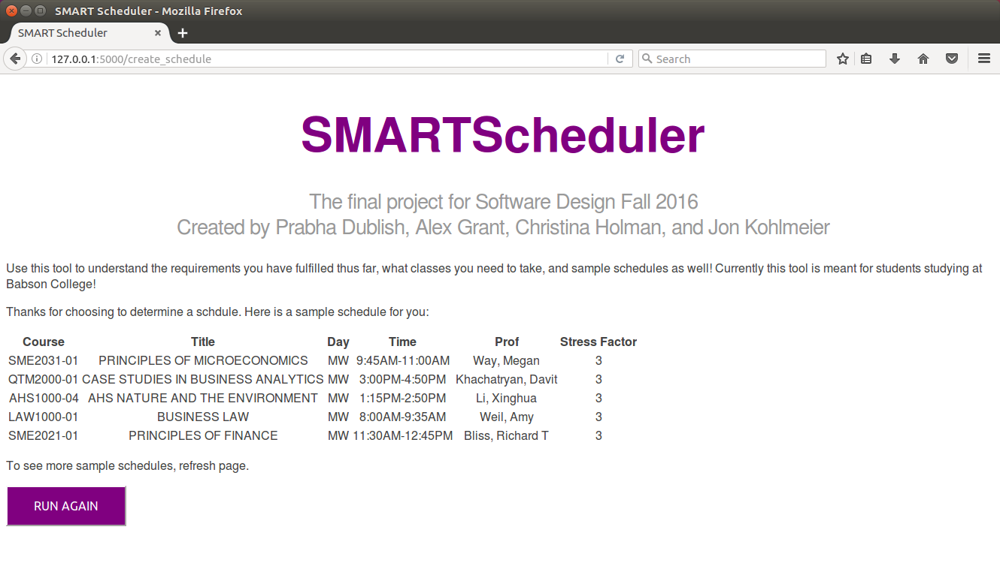 SMART Scheduler - Mozilla Firefox
SMART Scheduler
127.0.0.1:5000/create_schedule
Search
SMARTScheduler
The final project for Software Design Fall 2016
Created by Prabha Dublish, Alex Grant, Christina Holman, and Jon Kohlmeier
Use this tool to understand the requirements you have fulfilled thus far, what classes you need to take, and sample schedules as well! Currently this tool is meant for students studying at
Babson College!
Thanks for choosing to determine a schdule. Here is a sample schedule for you:
Course Title Day Time Prof Stress Factor
SME2031-01 PRINCIPLES OF MICROECONOMICS MW 9:45AM-11:00AM Way, Megan 3
QTM2000-01 CASE STUDIES IN BUSINESS ANALYTICS MW 3:00PM-4:50PM Khachatryan, Davit 3
AHS1000-04 AHS NATURE AND THE ENVIRONMENT MW 1:15PM-2:50PM Li, Xinghua 3
LAW1000-01 BUSINESS LAW MW 8:00AM-9:35AM Weil, Amy 3
SME2021-01 PRINCIPLES OF FINANCE MW 11:30AM-12:45PM Bliss, Richard T 3
To see more sample schedules, refresh page.
RUN AGAIN